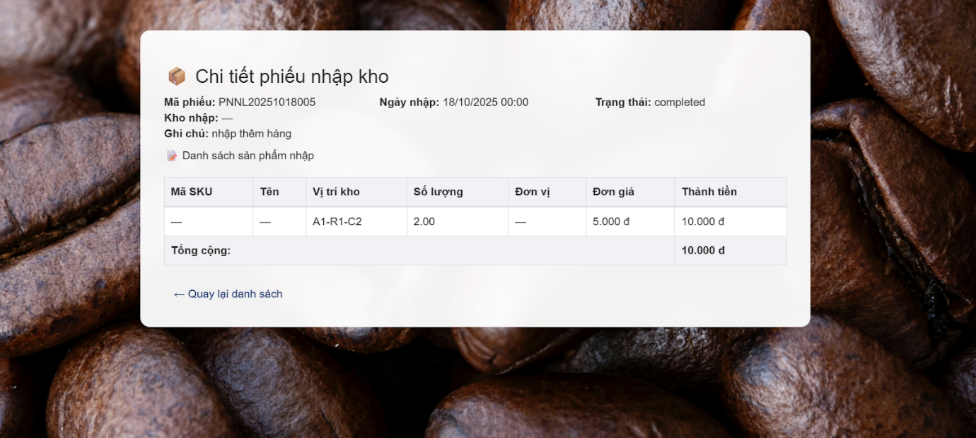 📦 Chi tiết phiếu nhập kho
Mã phiếu: PNNL20251018005 Ngày nhập: 18/10/2025 00:00 Trạng thái: completed
Kho nhập: —
Ghi chú: nhập thêm hàng
📝 Danh sách sản phẩm nhập
Mã SKU Tên Vị trí kho Số lượng Đơn vị Đơn giá Thành tiền
— — A1-R1-C2 2.00 — 5.000 đ 10.000 đ
Tổng cộng: 10.000 đ
← Quay lại danh sách